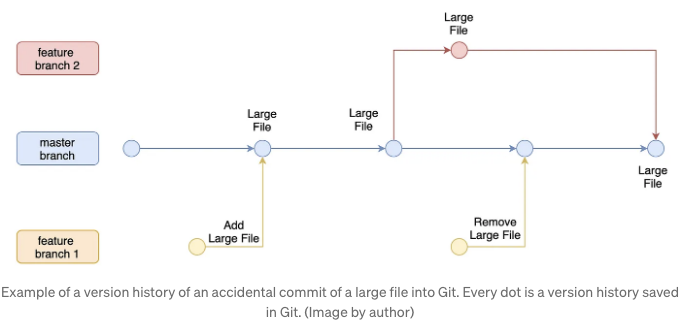 Large
File
feature
branch 2
Large
File
Large
File
master
branch
Large
File
Add
Large File
Remove
Large File
feature
branch 1
Example of a version history of an accidental commit of a large file into Git. Every dot is a version history saved
in Git. (Image by author)